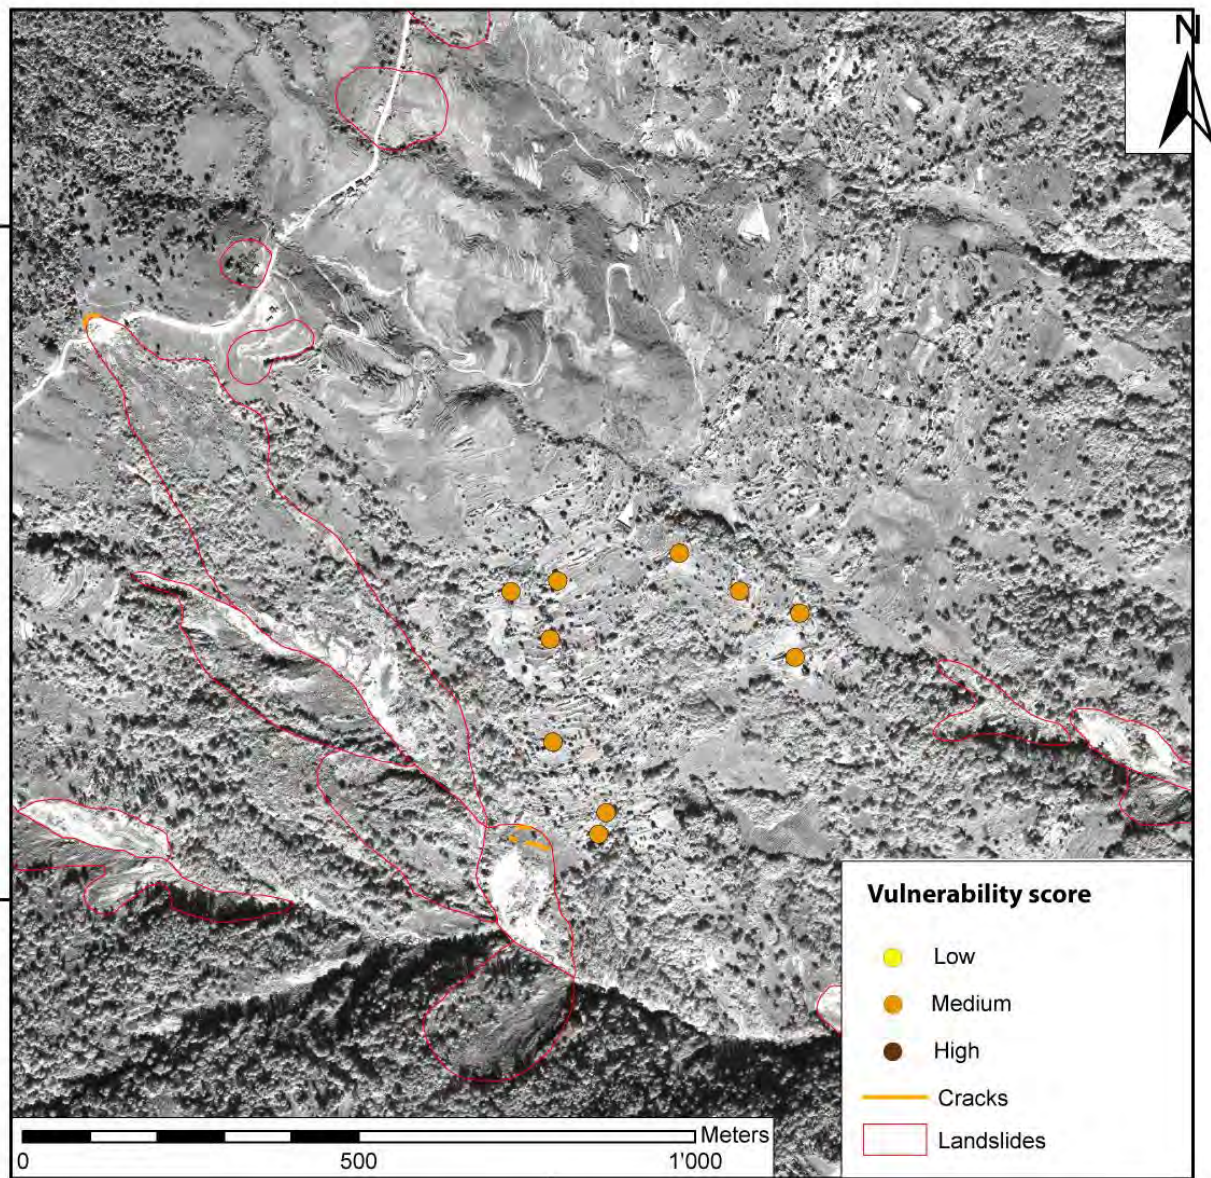 N
Vulnerability score
Low
Medium
High
Cracks
Landslides
Meters
0 500 1'000